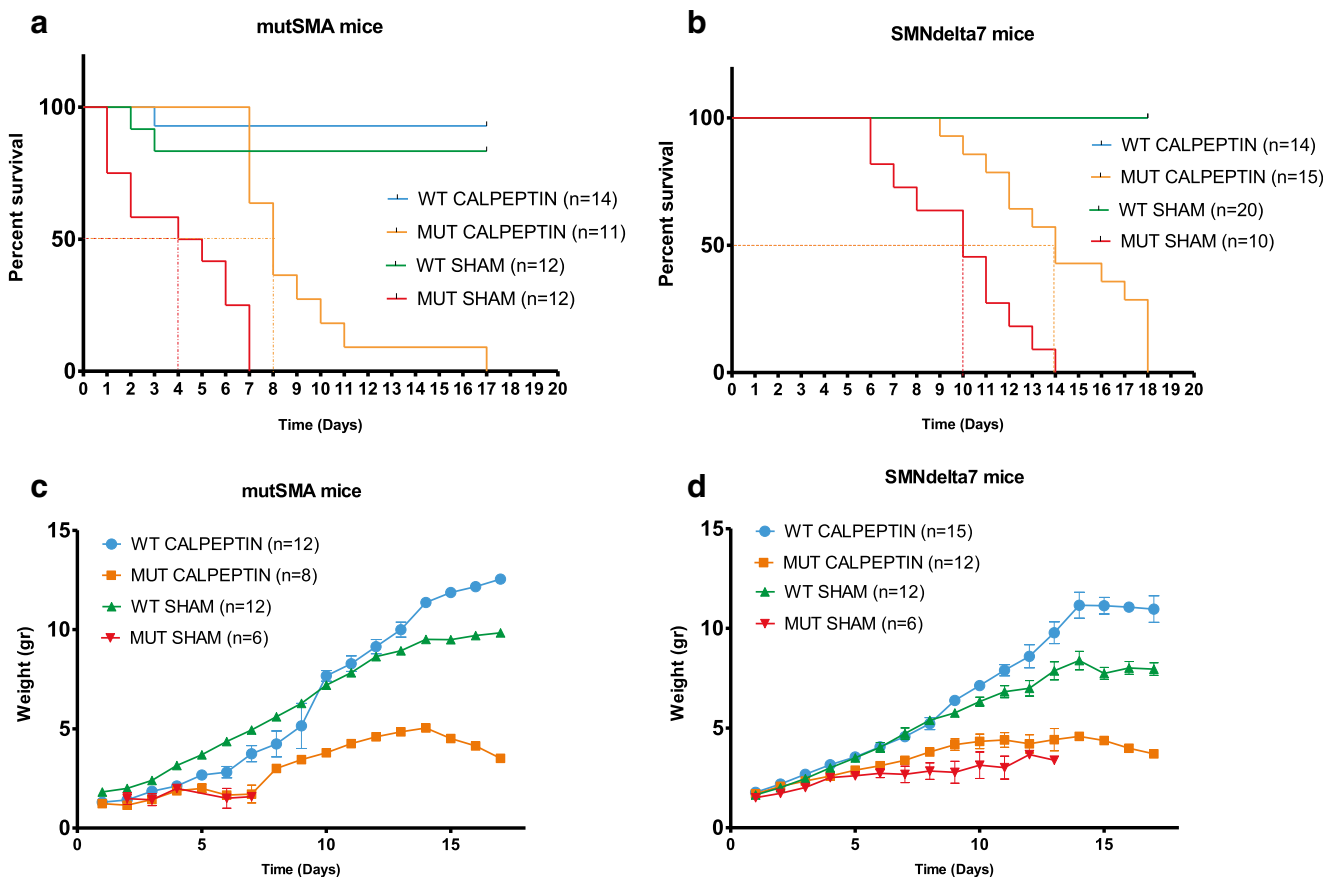 a
mutSMA mice
Percent survival
100
50
0
0 1 2 3 4 5 6 7 8 9 10 11 12 13 14 15 16 17 18 19 20
Time (Days)
WT CALPEPTIN (n=14)
MUT CALPEPTIN (n=11)
WT SHAM (n=12)
MUT SHAM (n=12)
b
SMNdelta7 mice
Percent survival
100
50
0
0 1 2 3 4 5 6 7 8 9 10 11 12 13 14 15 16 17 18 19 20
Time (Days)
WT CALPEPTIN (n=14)
MUT CALPEPTIN (n=15)
WT SHAM (n=20)
MUT SHAM (n=10)
c
mutSMA mice
Weight (gr)
15
10
5
0
0 5 10 15
Time (Days)
WT CALPEPTIN (n=12)
MUT CALPEPTIN (n=8)
WT SHAM (n=12)
MUT SHAM (n=6)
d
SMNdelta7 mice
Weight (gr)
15
10
5
0
0 5 10 15
Time (Days)
WT CALPEPTIN (n=15)
MUT CALPEPTIN (n=12)
WT SHAM (n=12)
MUT SHAM (n=6)